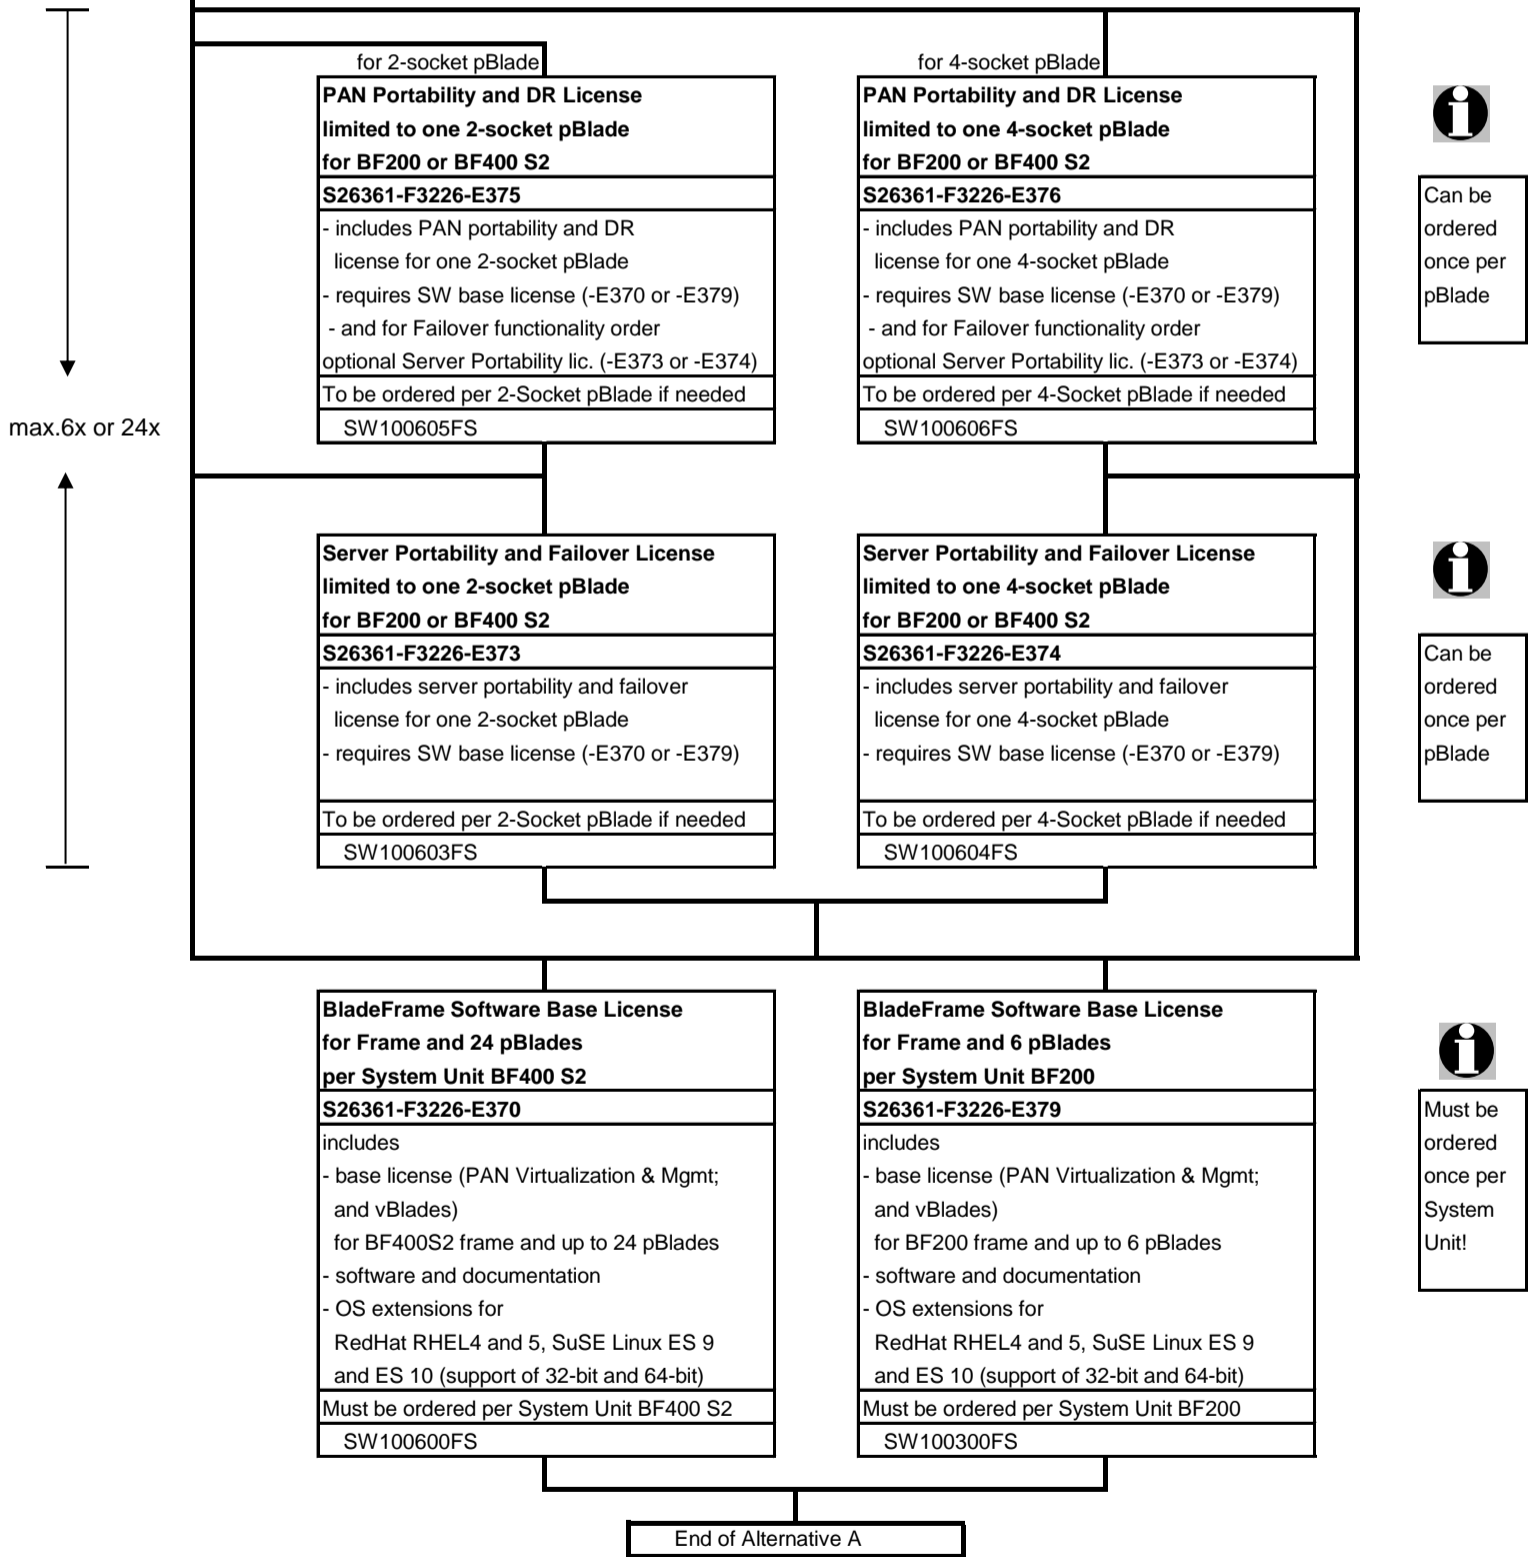 for 2-socket pBlade
PAN Portability and DR License
limited to one 2-socket pBlade
for BF200 or BF400 S2
S26361-F3226-E375
- includes PAN portability and DR
license for one 2-socket pBlade
- requires SW base license (-E370 or -E379)
- and for Failover functionality order
optional Server Portability lic. (-E373 or -E374)
To be ordered per 2-Socket pBlade if needed
SW100605FS
for 4-socket pBlade
PAN Portability and DR License
limited to one 4-socket pBlade
for BF200 or BF400 S2
S26361-F3226-E376
- includes PAN portability and DR
license for one 4-socket pBlade
- requires SW base license (-E370 or -E379)
- and for Failover functionality order
optional Server Portability lic. (-E373 or -E374)
To be ordered per 4-Socket pBlade if needed
SW100606FS
i
Can be
ordered
once per
pBlade
max.6x or 24x
Server Portability and Failover License
limited to one 2-socket pBlade
for BF200 or BF400 S2
S26361-F3226-E373
- includes server portability and failover
license for one 2-socket pBlade
- requires SW base license (-E370 or -E379)
To be ordered per 2-Socket pBlade if needed
SW100603FS
Server Portability and Failover License
limited to one 4-socket pBlade
for BF200 or BF400 S2
S26361-F3226-E374
- includes server portability and failover
license for one 4-socket pBlade
- requires SW base license (-E370 or -E379)
To be ordered per 4-Socket pBlade if needed
SW100604FS
i
Can be
ordered
once per
pBlade
BladeFrame Software Base License
for Frame and 24 pBlades
per System Unit BF400 S2
S26361-F3226-E370
includes
- base license (PAN Virtualization & Mgmt;
and vBlades)
for BF400S2 frame and up to 24 pBlades
- software and documentation
- OS extensions for
RedHat RHEL4 and 5, SuSE Linux ES 9
and ES 10 (support of 32-bit and 64-bit)
Must be ordered per System Unit BF400 S2
SW100600FS
BladeFrame Software Base License
for Frame and 6 pBlades
per System Unit BF200
S26361-F3226-E379
includes
- base license (PAN Virtualization & Mgmt;
and vBlades)
for BF200 frame and up to 6 pBlades
- software and documentation
- OS extensions for
RedHat RHEL4 and 5, SuSE Linux ES 9
and ES 10 (support of 32-bit and 64-bit)
Must be ordered per System Unit BF200
SW100300FS
i
Must be
ordered
once per
System
Unit!
End of Alternative A